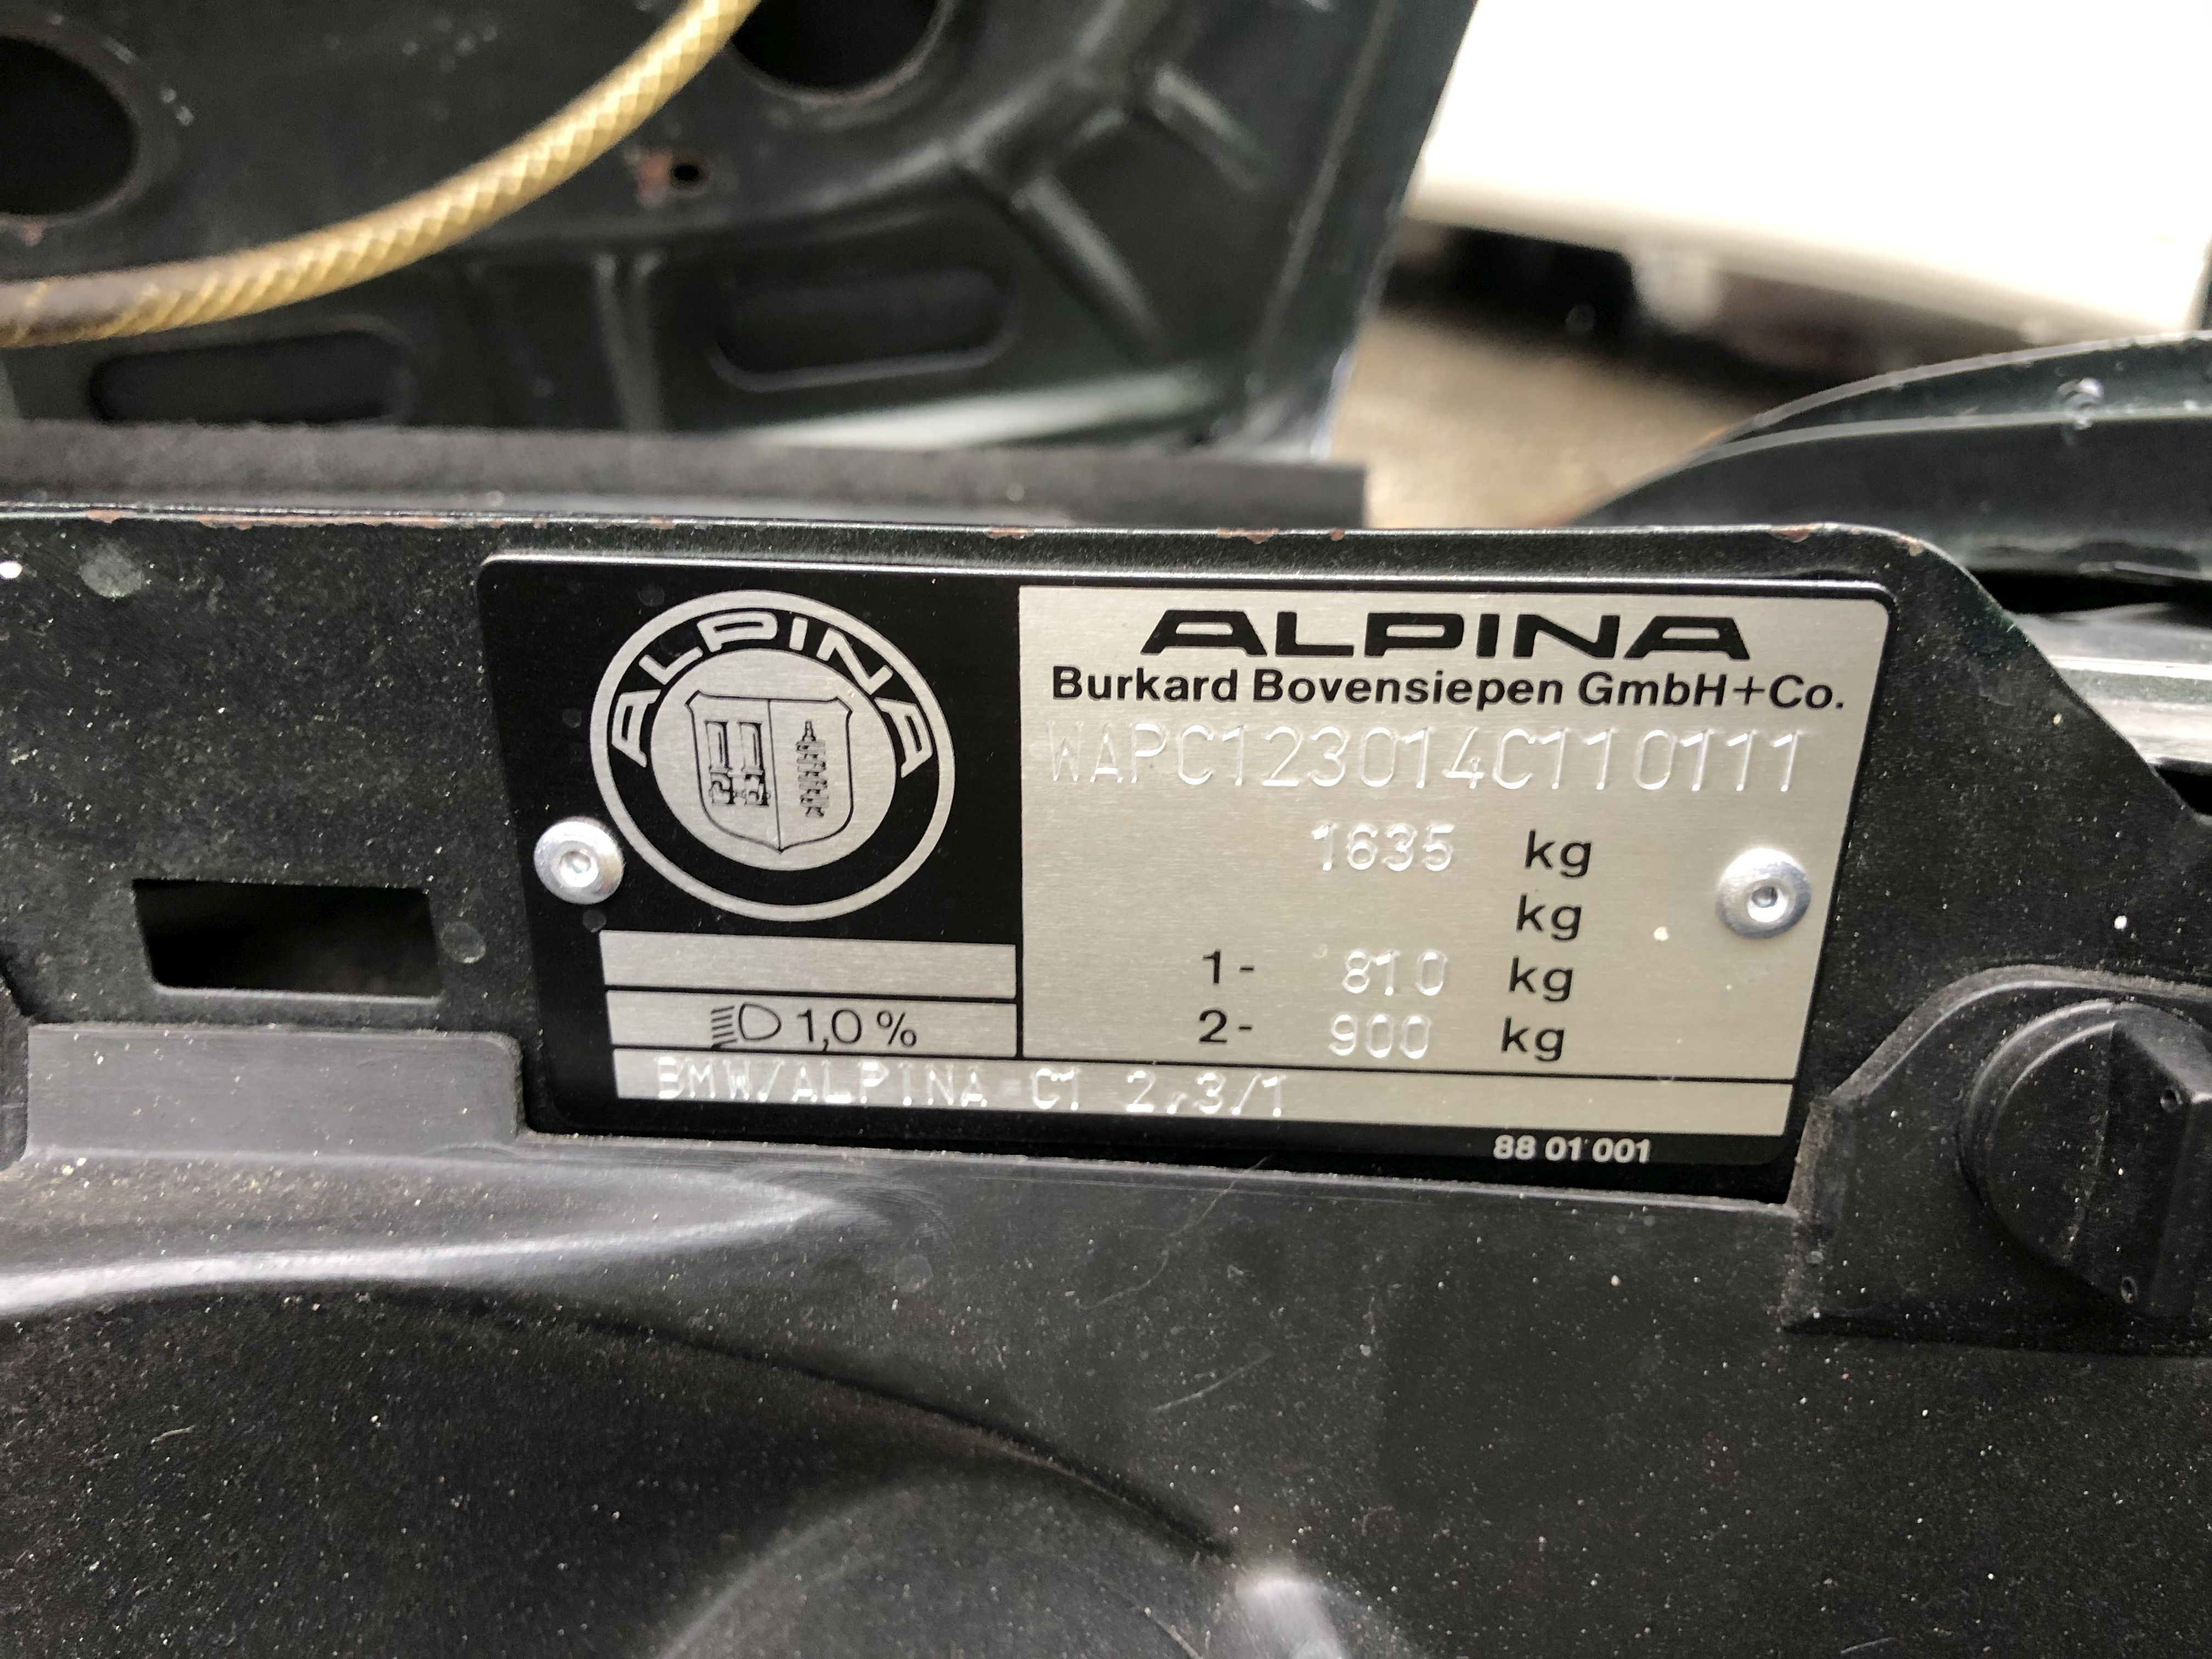 ALPINA
ALPINA
Burkard Bovensiepen GmbH+Co.
WAPC123014C110111
1635 kg
kg
1- 810 kg
2- 900 kg
1,0 %
BMW/ALPINA C1 2,3/1
88 01 001